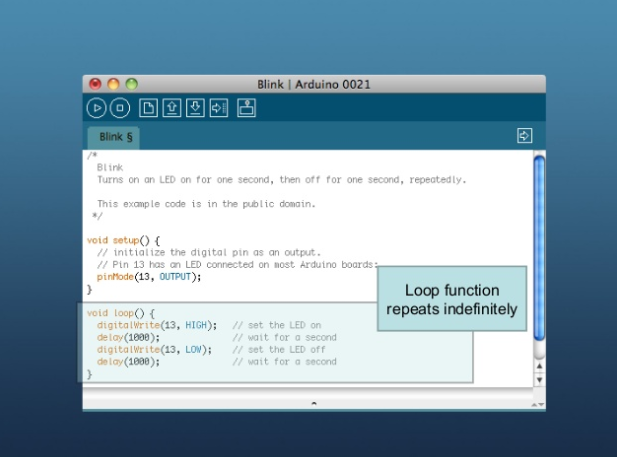 Blink | Arduino 0021
Blink §
/*
Blink
Turns on an LED on for one second, then off for one second, repeatedly.
This example code is in the public domain.
*/
void setup() {
// initialize the digital pin as an output.
// Pin 13 has an LED connected on most Arduino boards:
pinMode(13, OUTPUT);
}
Loop function
repeats indefinitely
void loop() {
digitalWrite(13, HIGH); // set the LED on
delay(1000); // wait for a second
digitalWrite(13, LOW); // set the LED off
delay(1000); // wait for a second
}